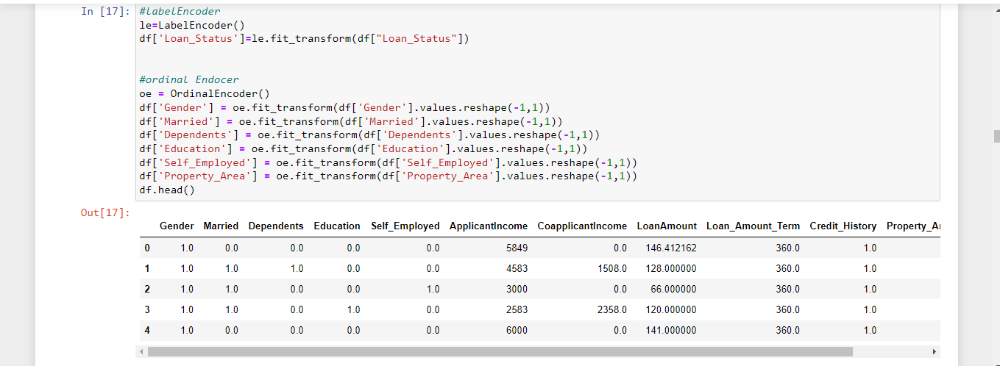 In [17]: #labelEncoder
le=LabelEncoder()
df['Loan_Status']=le.fit_transform(df["Loan_Status"])
#ordinal Endocer
oe = OrdinalEncoder()
df['Gender'] = oe.fit_transform(df['Gender'].values.reshape(-1,1))
df['Married'] = oe.fit_transform(df['Married'].values.reshape(-1,1))
df['Dependents'] = oe.fit_transform(df['Dependents'].values.reshape(-1,1))
df['Education'] = oe.fit_transform(df['Education'].values.reshape(-1,1))
df['Self_Employed'] = oe.fit_transform(df['Self_Employed'].values.reshape(-1,1))
df['Property_Area'] = oe.fit_transform(df['Property_Area'].values.reshape(-1,1))
df.head()
Out[17]:
Gender Married Dependents Education Self_Employed ApplicantIncome CoapplicantIncome LoanAmount Loan_Amount_Term Credit_History
0 1.0 0.0 0.0 0.0 0.0 5849 0.0 146.412162 360.0 1.0
1 1.0 1.0 1.0 0.0 0.0 4583 1508.0 128.000000 360.0 1.0
2 1.0 1.0 0.0 0.0 1.0 3000 0.0 66.000000 360.0 1.0
3 1.0 1.0 0.0 1.0 0.0 2583 2358.0 120.000000 360.0 1.0
4 1.0 0.0 0.0 0.0 0.0 6000 0.0 141.000000 360.0 1.0